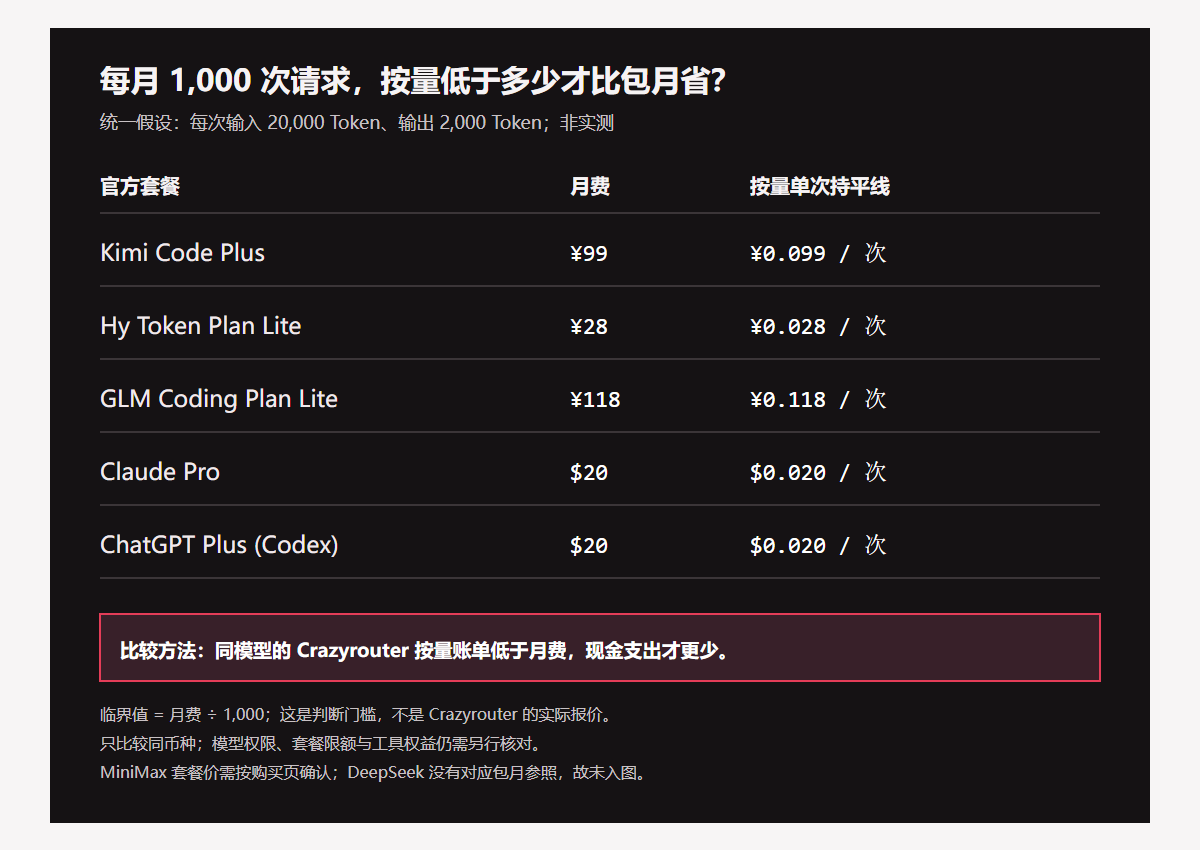 每月 1,000 次请求，按量低于多少才比包月省？
统一假设：每次输入 20,000 Token、输出 2,000 Token；非实测
官方套餐 月费 按量单次持平线
Kimi Code Plus ¥99 ¥0.099 / 次
Hy Token Plan Lite ¥28 ¥0.028 / 次
GLM Coding Plan Lite ¥118 ¥0.118 / 次
Claude Pro $20 $0.020 / 次
ChatGPT Plus (Codex) $20 $0.020 / 次
比较方法：同模型的 Crazyrouter 按量账单低于月费，现金支出才更少。
临界值 = 月费 ÷ 1,000；这是判断门槛，不是 Crazyrouter 的实际报价。
只比较同币种；模型权限、套餐限额与工具权益仍需另行核对。
MiniMax 套餐价需按购买页确认；DeepSeek 没有对应包月参照，故未入图。